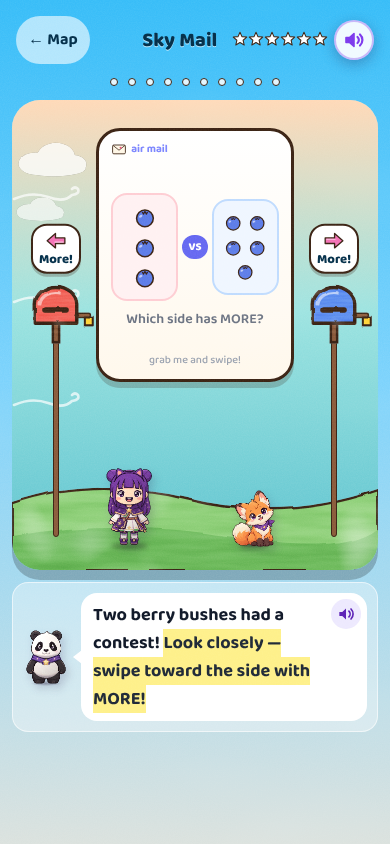 ← Map
Sky Mail
air mail
VS
More!
More!
Which side has MORE?
grab me and swipe!
Two berry bushes had a
contest! Look closely —
swipe toward the side with
MORE!